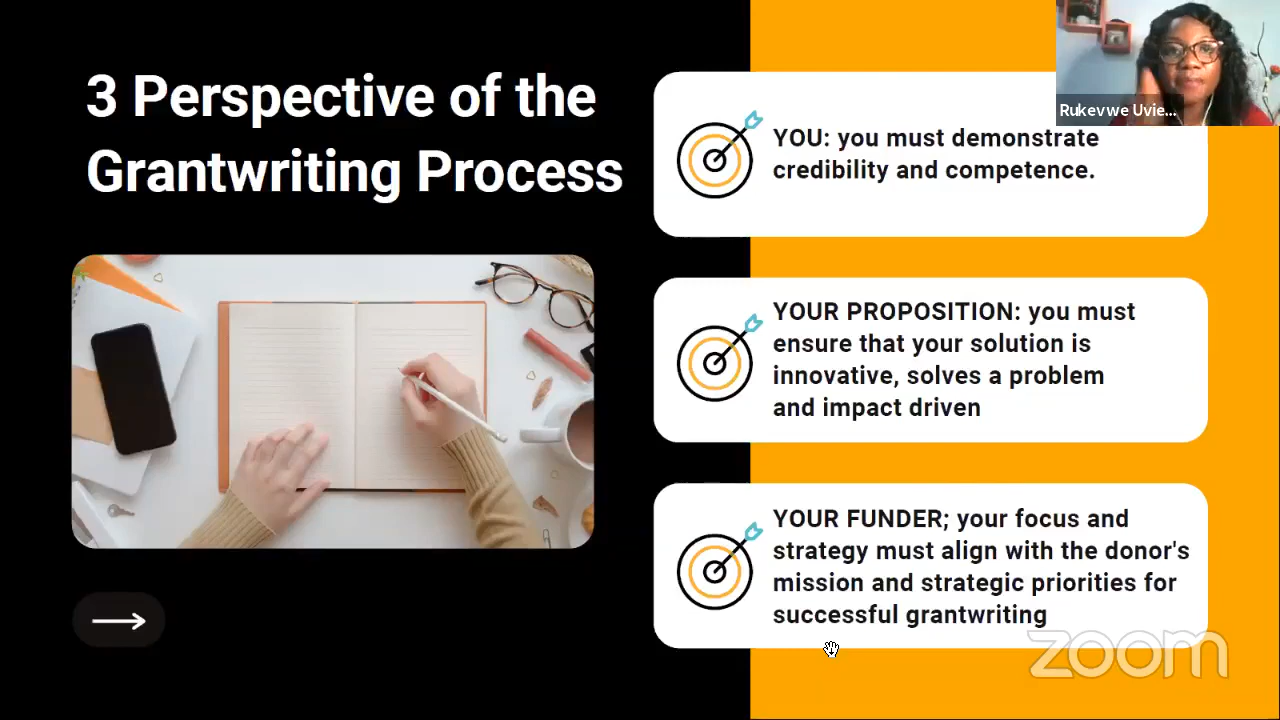 3 Perspective of the
Grantwriting Process
Rukevwe Uvie...
YOU: you must demonstrate
credibility and competence.
YOUR PROPOSITION: you must
ensure that your solution is
innovative, solves a problem
and impact driven
YOUR FUNDER; your focus and
strategy must align with the donor's
mission and strategic priorities for
successful grantwriting
zoom